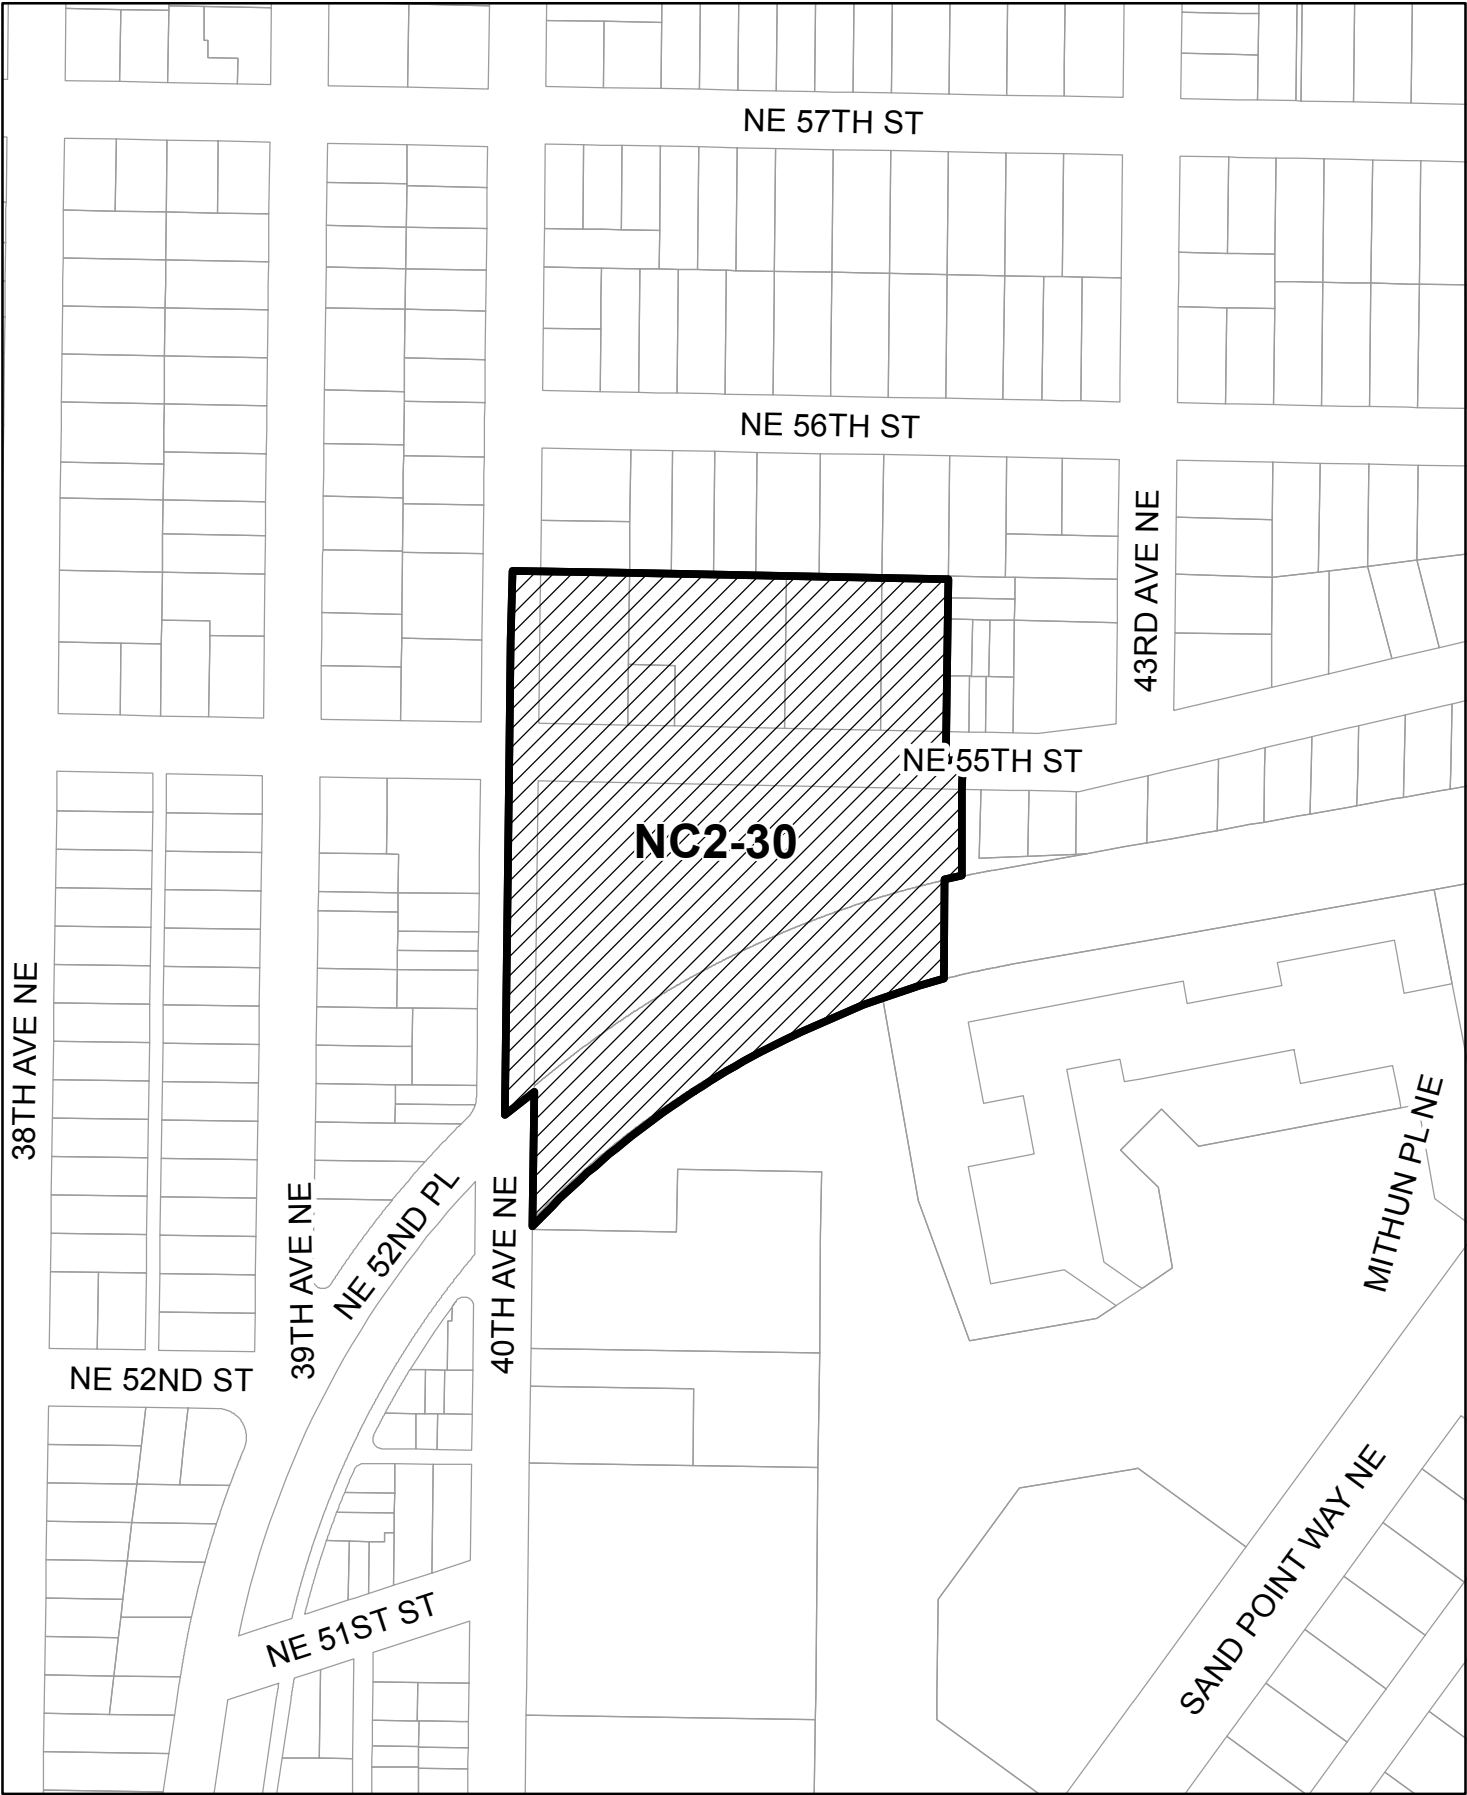 NE 57TH ST
NE 56TH ST
43RD AVE NE
NE 55TH ST
NC2-30
38TH AVE NE
MITHUN PL NE
NE 52ND PL
40TH AVE NE
39TH AVE NE
NE 52ND ST
SAND POINT WAY NE
NE 51ST ST